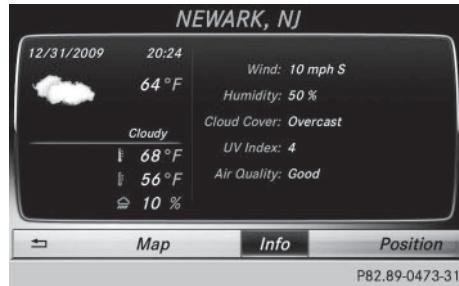 NEWARK, NJ
12/31/2009 20:24
64°F
Cloudy
68°F
56°F
10 %
Wind: 10 mph S
Humidity: 50 %
Cloud Cover: Overcast
UV Index: 4
Air Quality: Good
Map Info Position
P82.89-0473-31